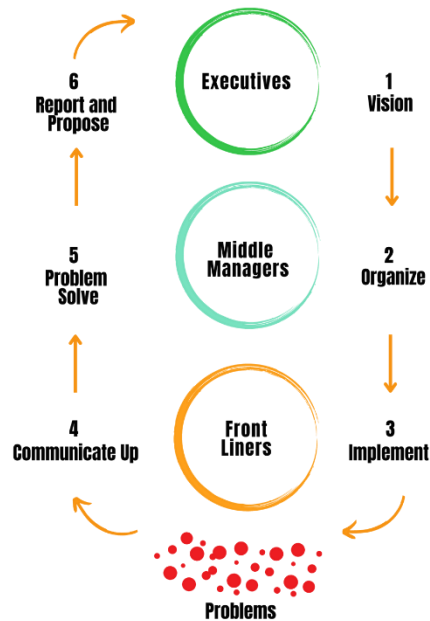 6
Report and
Propose
Executives
1
Vision
5
Problem
Solve
Middle
Managers
2
Organize
4
Communicate Up
Front
Liners
3
Implement
Problems